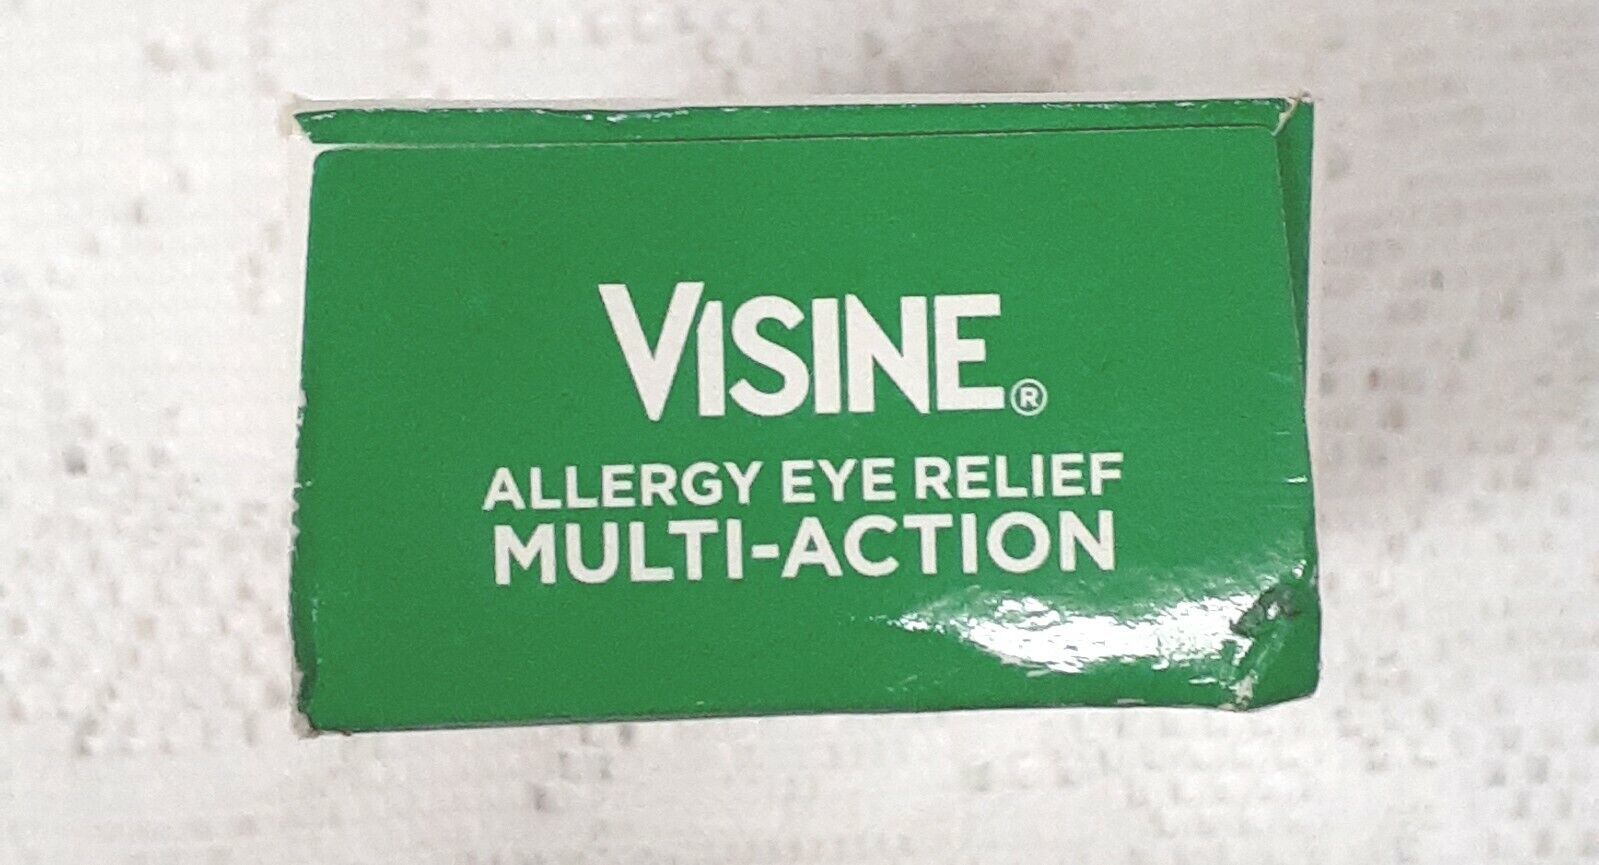 VISINE®
ALLERGY EYE RELIEF
MULTI-ACTION